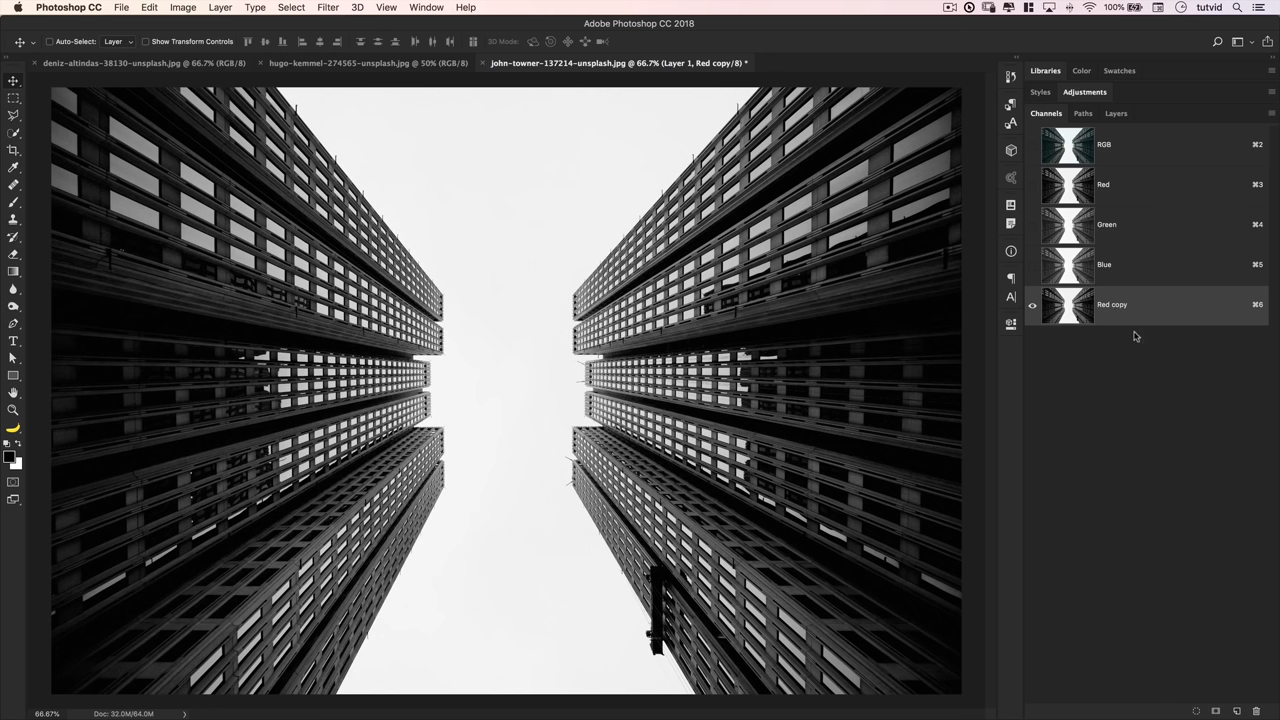 Photoshop CC File Edit Image Layer Type Select Filter 3D View Window Help 100% tutvid
Adobe Photoshop CC 2018
Auto-Select: Layer Show Transform Controls 3D Mode:
× deniz-altindas-38130-unsplash.jpg @ 66.7% (RGB/8) × hugo-kemmel-274565-unsplash.jpg @ 50% (RGB/8) × john-towner-137214-unsplash.jpg @ 66.7% (Layer 1, Red copy/8) *
Libraries Color Swatches
Styles Adjustments
Channels Paths Layers
RGB ⌘2
Red ⌘3
Green ⌘4
Blue ⌘5
Red copy ⌘6
66.67% Doc: 32.0M/64.0M